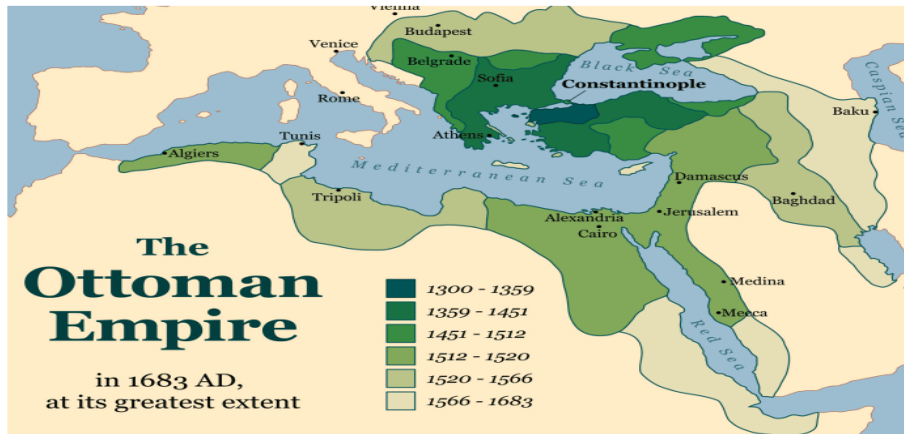 Vienna
Budapest
Venice
Belgrade
Black Sea
Caspian Sea
Sofia
Constantinople
Rome
Baku
Tunis
Athens
Algiers
Mediterranean Sea
Damascus
Tripoli
Baghdad
Alexandria
Jerusalem
Cairo
The
Ottoman
Empire
in 1683 AD,
at its greatest extent
1300 - 1359
1359 - 1451
1451 - 1512
1512 - 1520
1520 - 1566
1566 - 1683
Medina
Mecca
Red Sea